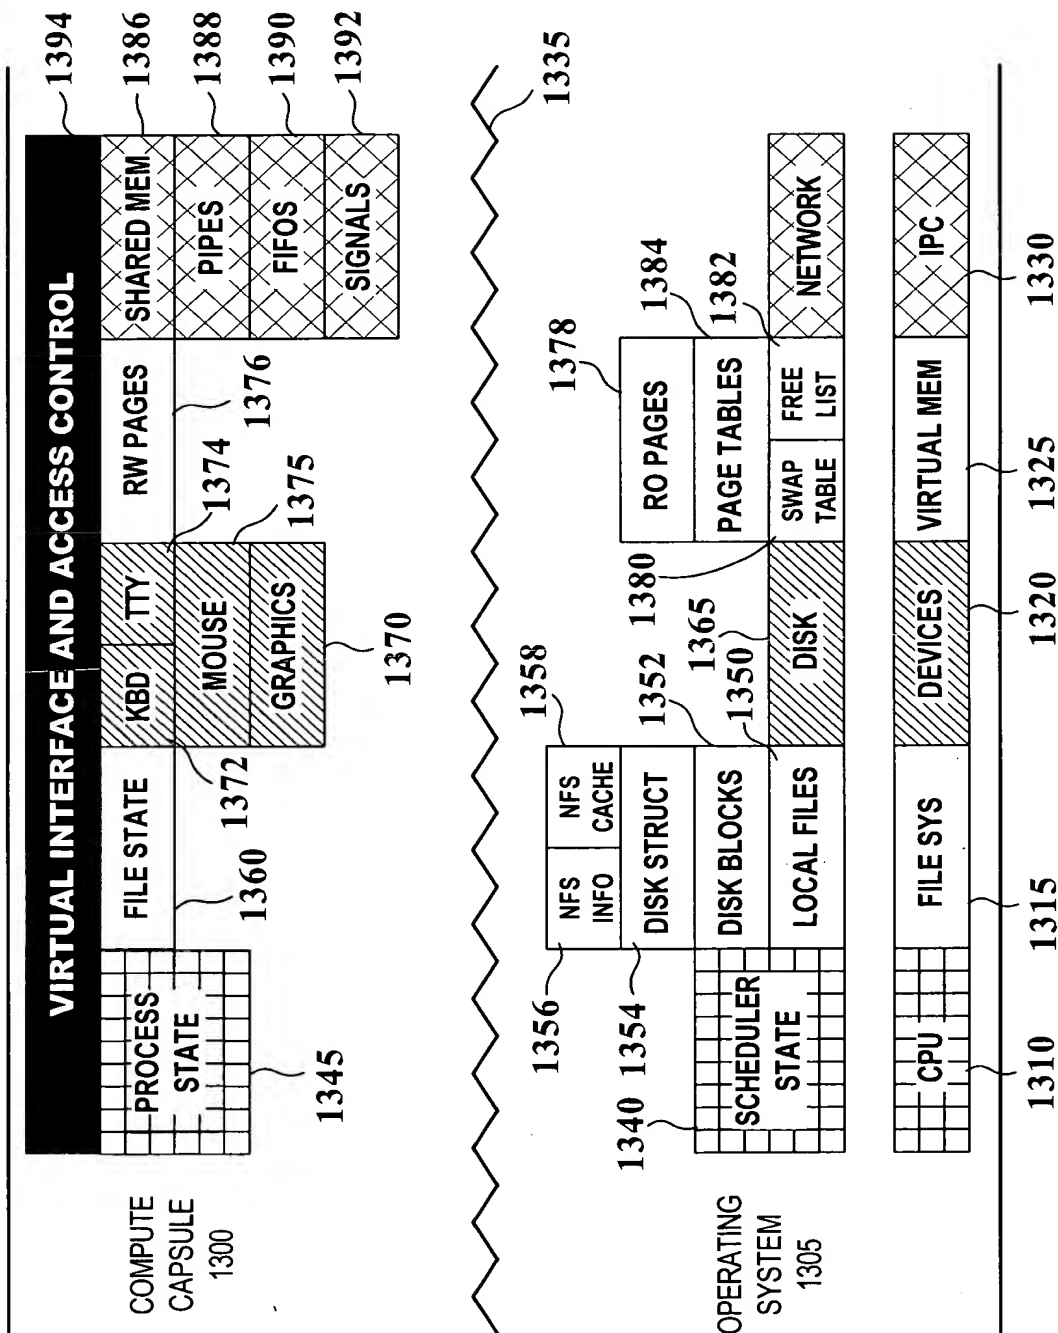 VIRTUAL INTERFACE AND ACCESS CONTROL
1394
COMPUTE
CAPSULE
1300
PROCESS
STATE
1345
FILE STATE
1360
KBD
TTY
1372
1374
MOUSE
1375
GRAPHICS
1370
RW PAGES
1376
SHARED MEM
1386
PIPES
1388
FIFOS
1390
SIGNALS
1392
1335
OPERATING
SYSTEM
1305
1340
SCHEDULER
STATE
1356
NFS
INFO
NFS
CACHE
1358
1354
DISK STRUCT
DISK BLOCKS
1352
LOCAL FILES
1350
DISK
1365
1380
RO PAGES
1378
PAGE TABLES
1384
SWAP
TABLE
FREE
LIST
1382
NETWORK
CPU
1310
FILE SYS
1315
DEVICES
1320
VIRTUAL MEM
1325
IPC
1330